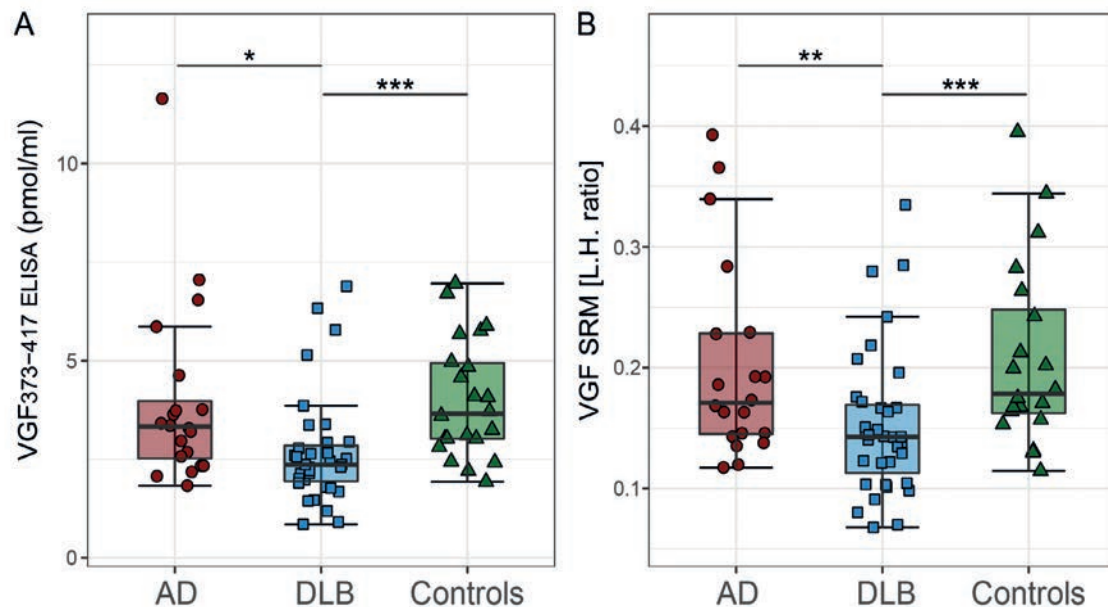 A
VGF373-417 ELISA (pmol/ml)
10
5
0
*
***
AD
DLB
Controls
B
VGF SRM [L.H. ratio]
0.4
0.3
0.2
0.1
**
***
AD
DLB
Controls